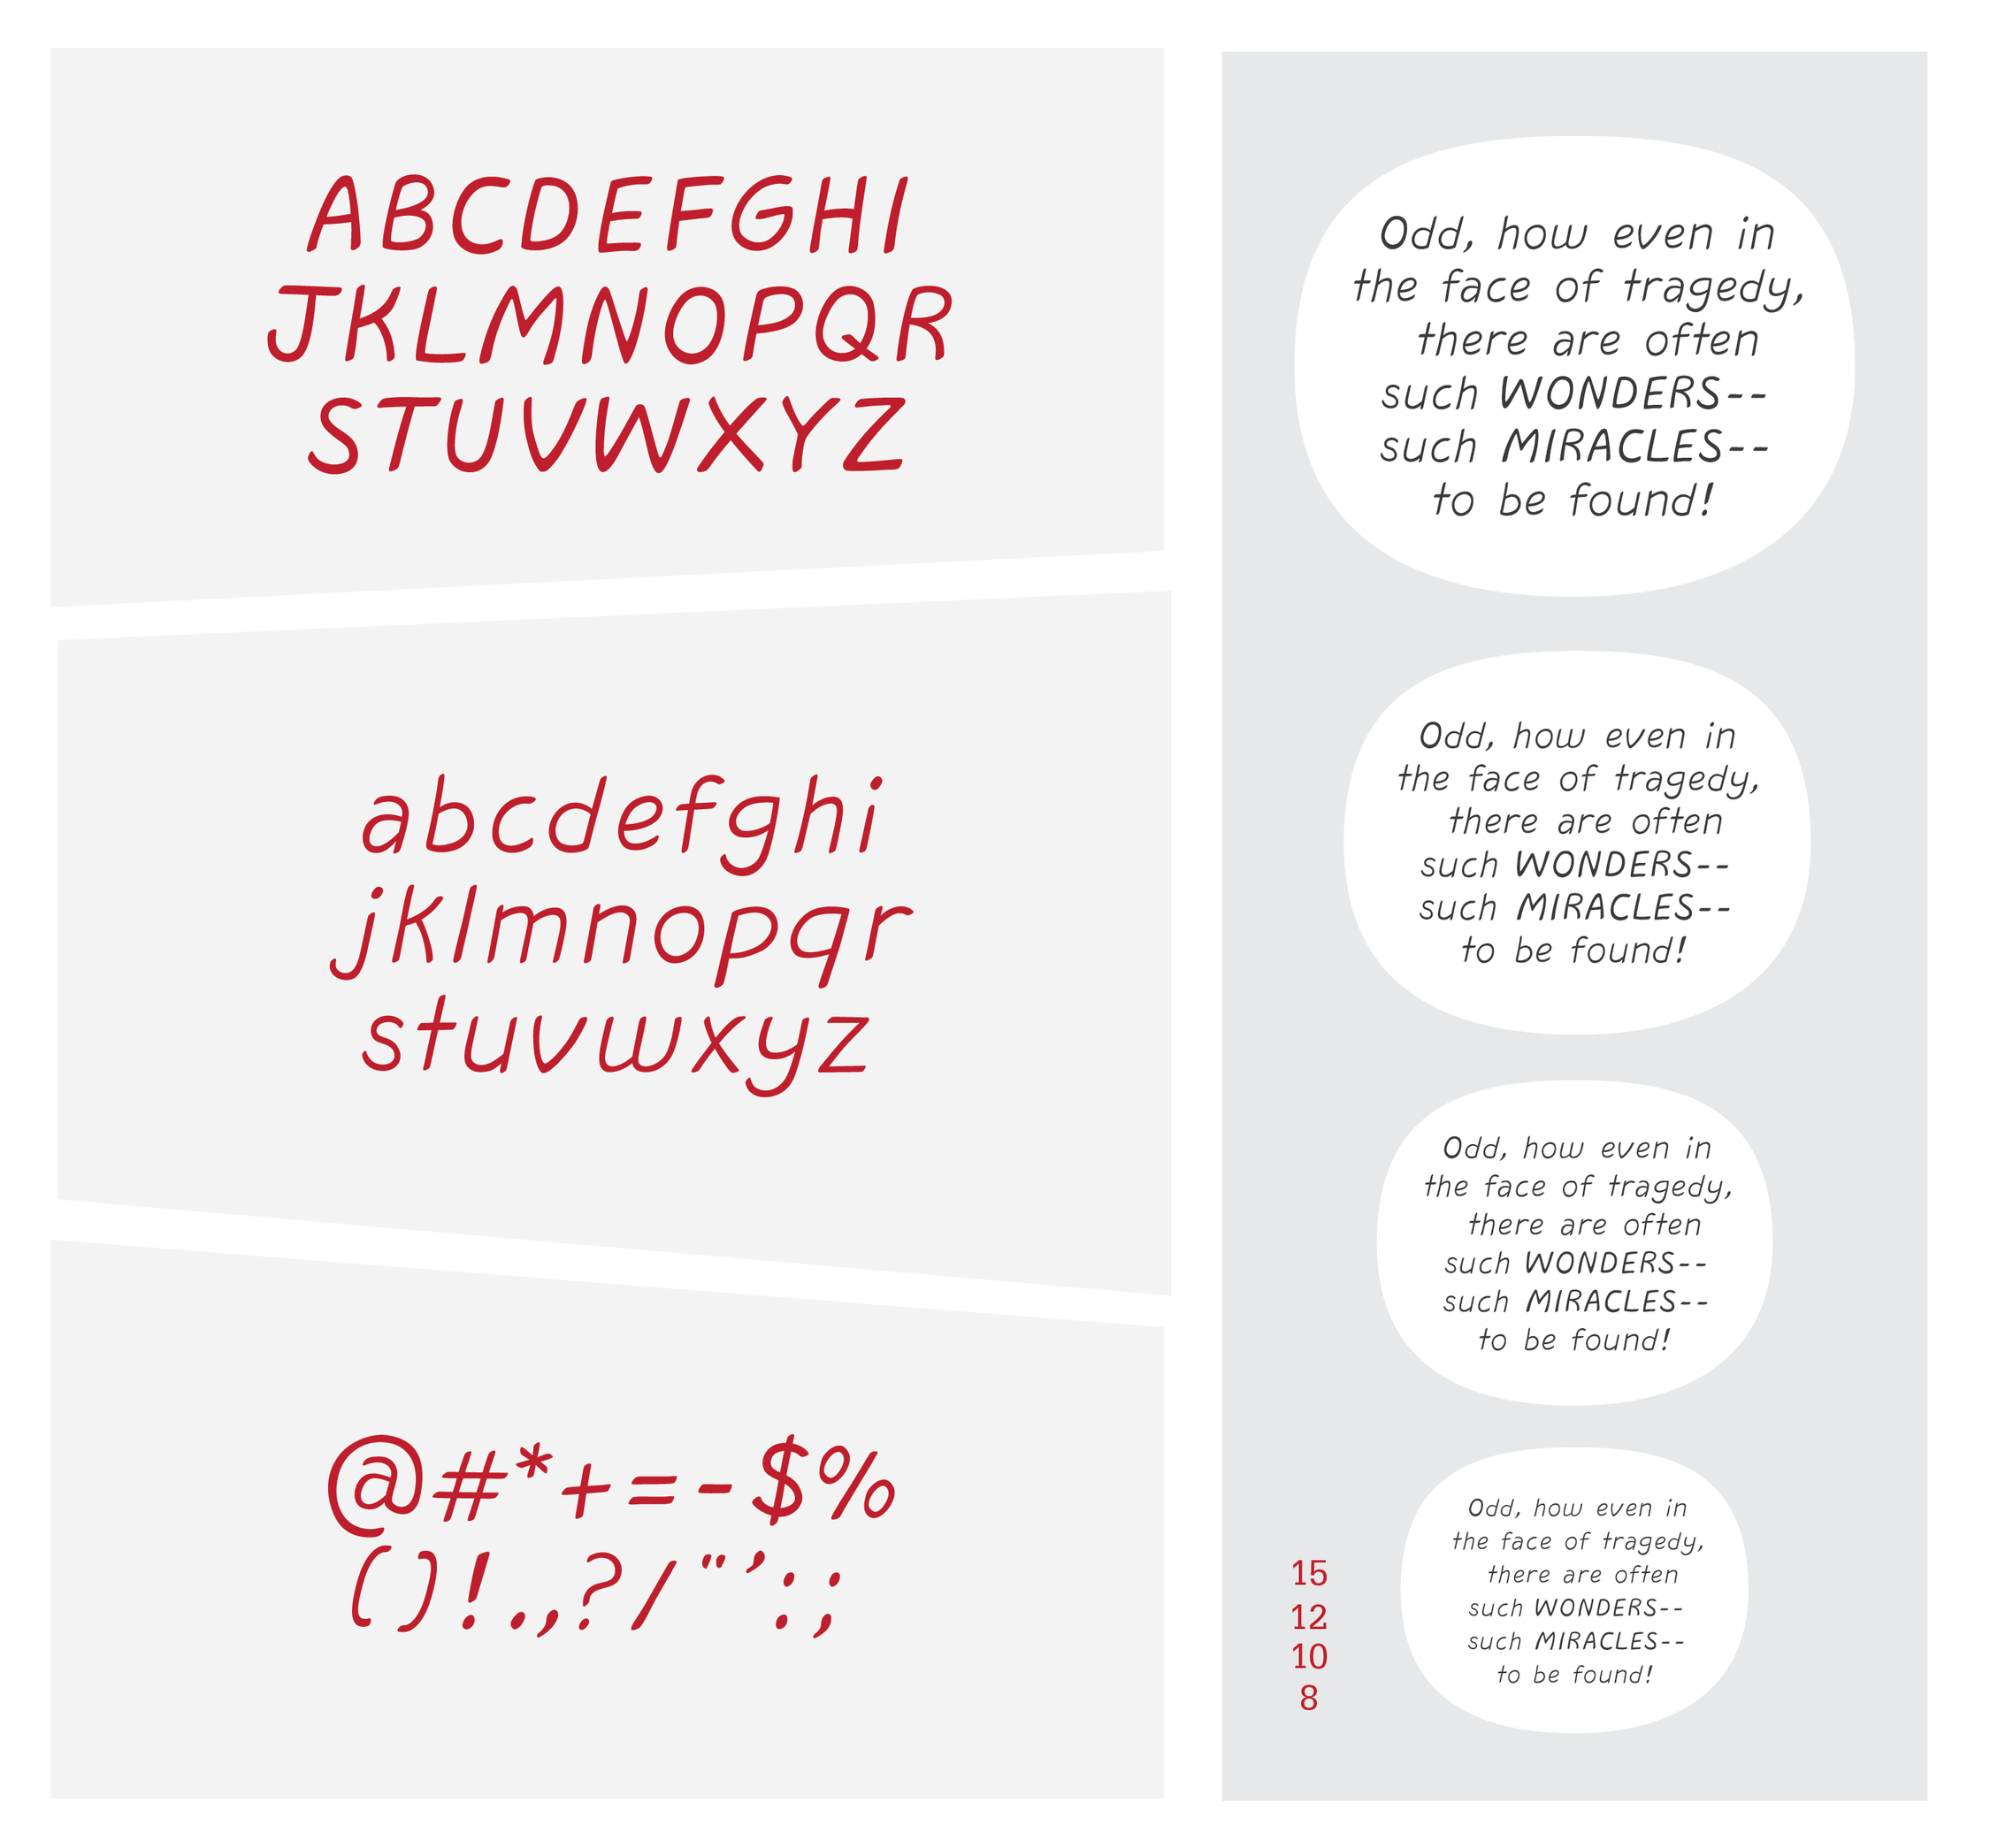 ABCDEFGHI
JKLMNOPQR
STUVWXYZ
abcdefghi
jklmnopqr
stuvwxyz
@#*+=-$%
()!.,?/"':;
Odd, how even in
the face of tragedy,
there are often
such WONDERS--
such MIRACLES--
to be found!
Odd, how even in
the face of tragedy,
there are often
such WONDERS--
such MIRACLES--
to be found!
Odd, how even in
the face of tragedy,
there are often
such WONDERS--
such MIRACLES--
to be found!
Odd, how even in
the face of tragedy,
there are often
such WONDERS--
such MIRACLES--
to be found!
15
12
10
8